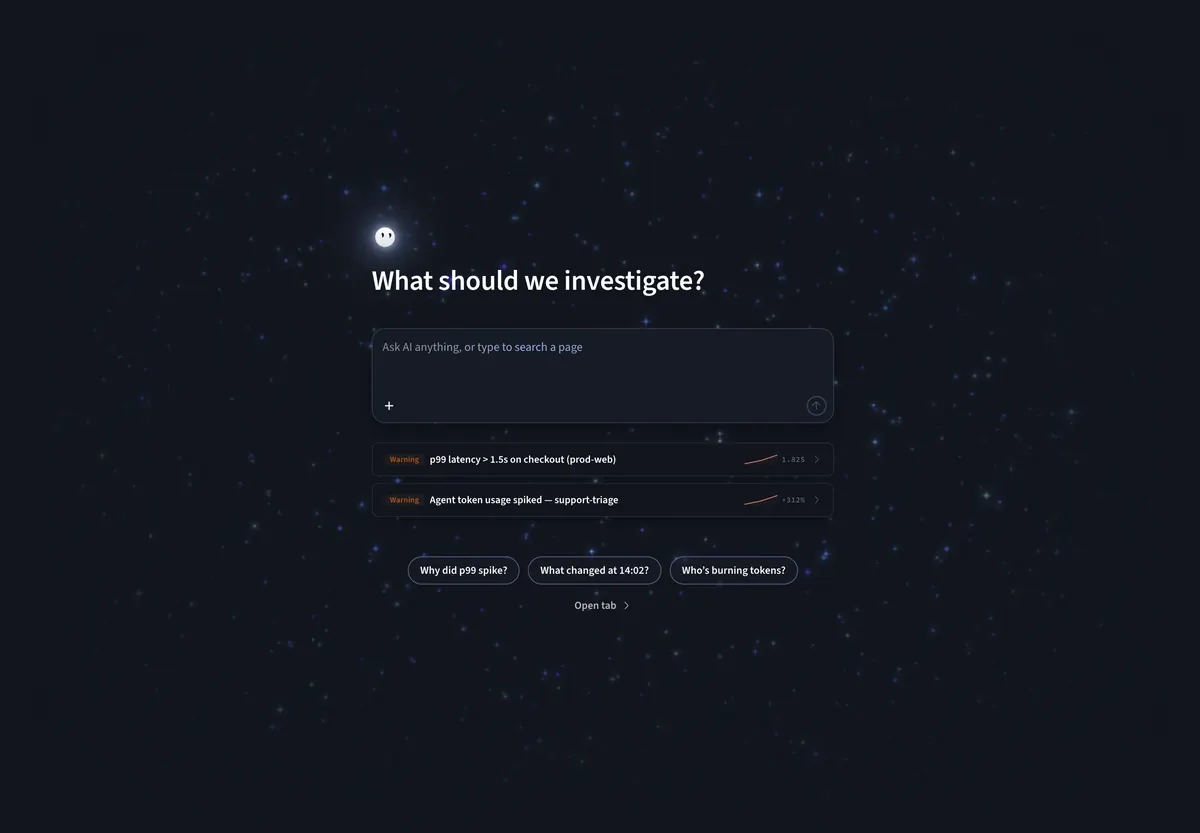 What should we investigate?
Ask AI anything, or type to search a page
Warning p99 latency > 1.5s on checkout (prod-web) 1.82s
Warning Agent token usage spiked — support-triage +312%
Why did p99 spike? What changed at 14:02? Who's burning tokens?
Open tab